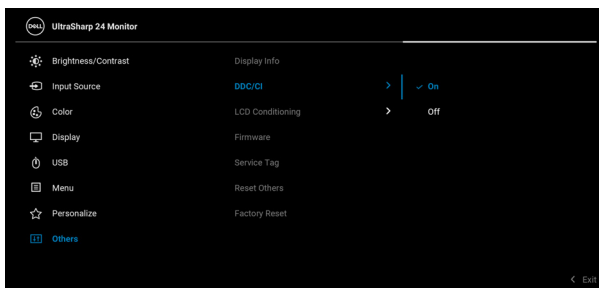 DELL UltraSharp 24 Monitor
Brightness/Contrast Display Info
Input Source DDC/CI > ✓ On
Color LCD Conditioning > Off
Display Firmware
USB Service Tag
Menu Reset Others
Personalize Factory Reset
Others
< Exit